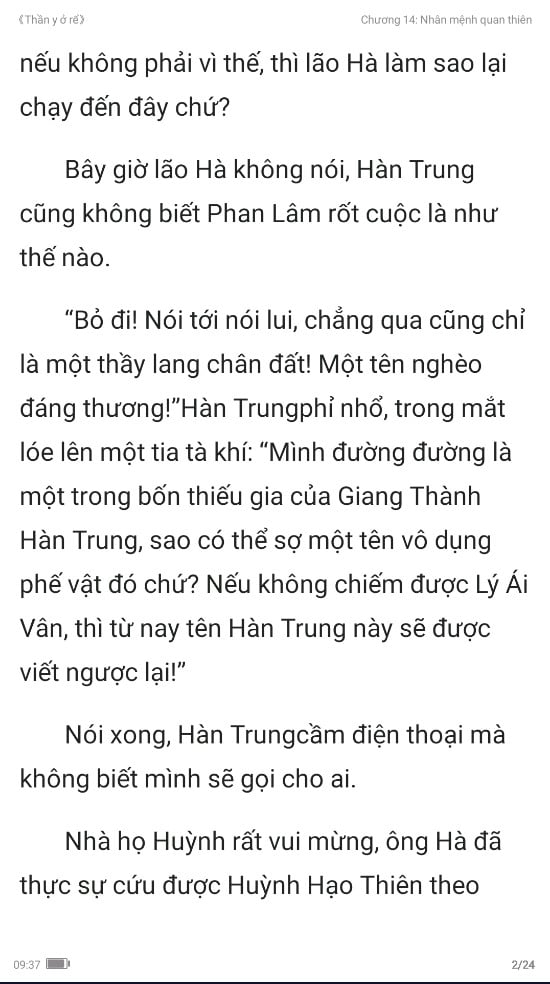 《Thần y ở rể》 Chương 14: Nhân mệnh quan thiên
nếu không phải vì thế, thì lão Hà làm sao lại
chạy đến đây chứ?
Bây giờ lão Hà không nói, Hàn Trung
cũng không biết Phan Lâm rốt cuộc là như
thế nào.
“Bỏ đi! Nói tới nói lui, chẳng qua cũng chỉ
là một thầy lang chân đất! Một tên nghèo
đáng thương!”Hàn Trungphỉ nhổ, trong mắt
lóe lên một tia tà khí: “Mình đường đường là
một trong bốn thiếu gia của Giang Thành
Hàn Trung, sao có thể sợ một tên vô dụng
phế vật đó chứ? Nếu không chiếm được Lý Ái
Vân, thì từ nay tên Hàn Trung này sẽ được
viết ngược lại!”
Nói xong, Hàn Trungcầm điện thoại mà
không biết mình sẽ gọi cho ai.
Nhà họ Huỳnh rất vui mừng, ông Hà đã
thực sự cứu được Huỳnh Hạo Thiên theo
09:37 2/24